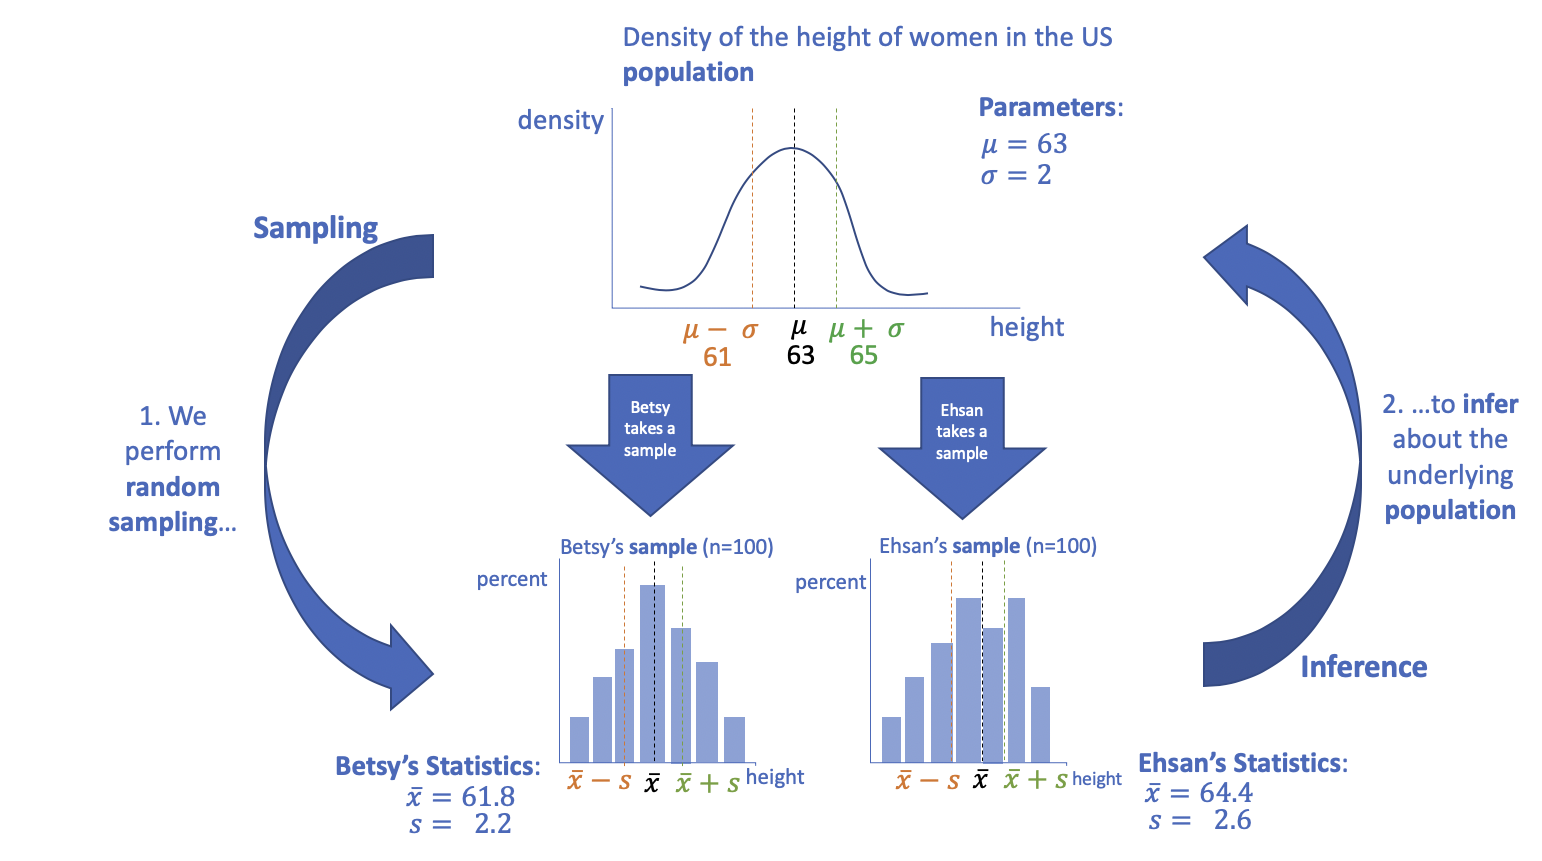 Density of the height of women in the US
population
density
Parameters:
μ = 63
σ = 2
Sampling
μ − σ μ μ + σ
61 63 65
height
1. We
perform
random
sampling...
Betsy
takes a
sample
Ehsan
takes a
sample
2. ...to infer
about the
underlying
population
Betsy's sample (n=100)
percent
x̄ − s x̄ x̄ + s height
Ehsan's sample (n=100)
percent
x̄ − s x̄ x̄ + s height
Inference
Betsy's Statistics:
x̄ = 61.8
s = 2.2
Ehsan's Statistics:
x̄ = 64.4
s = 2.6